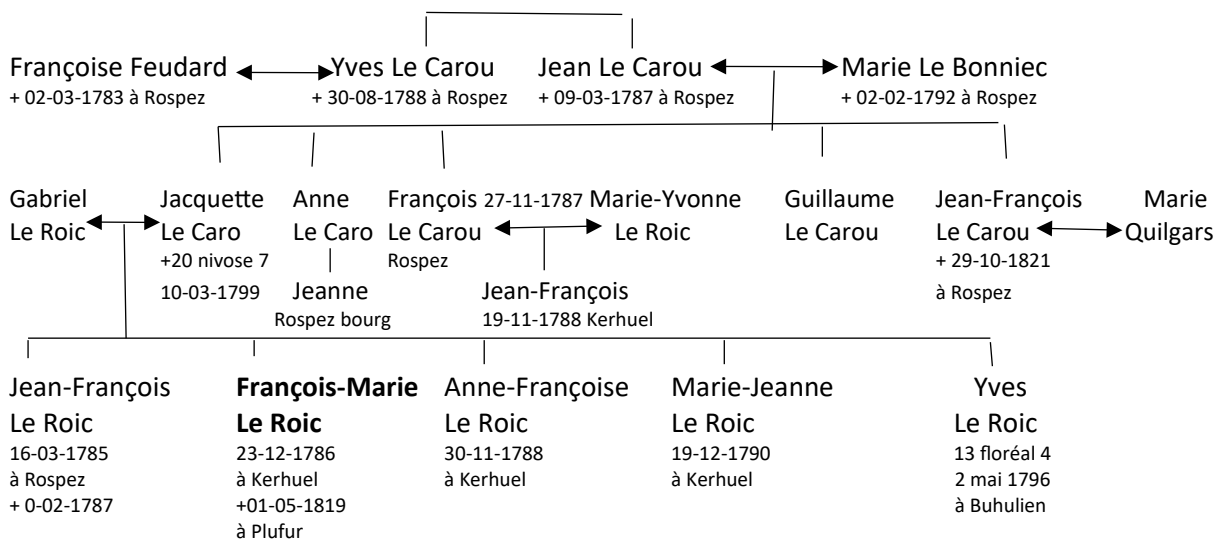 Françoise Feudard Yves Le Carou Jean Le Carou Marie Le Bonniec
+ 02-03-1783 à Rospez + 30-08-1788 à Rospez + 09-03-1787 à Rospez + 02-02-1792 à Rospez
Gabriel Jacquette Anne François 27-11-1787 Marie-Yvonne Guillaume Jean-François Marie
Le Roic Le Caro Le Caro Le Carou Le Roic Le Carou Le Carou Quilgars
+20 nivose 7 Rospez + 29-10-1821
10-03-1799 Jeanne Jean-François à Rospez
Rospez bourg 19-11-1788 Kerhuel
Jean-François François-Marie Anne-Françoise Marie-Jeanne Yves
Le Roic Le Roic Le Roic Le Roic Le Roic
16-03-1785 23-12-1786 30-11-1788 19-12-1790 13 floréal 4
à Rospez à Kerhuel à Kerhuel à Kerhuel 2 mai 1796
+ 0-02-1787 +01-05-1819 à Buhulien
à Plufur